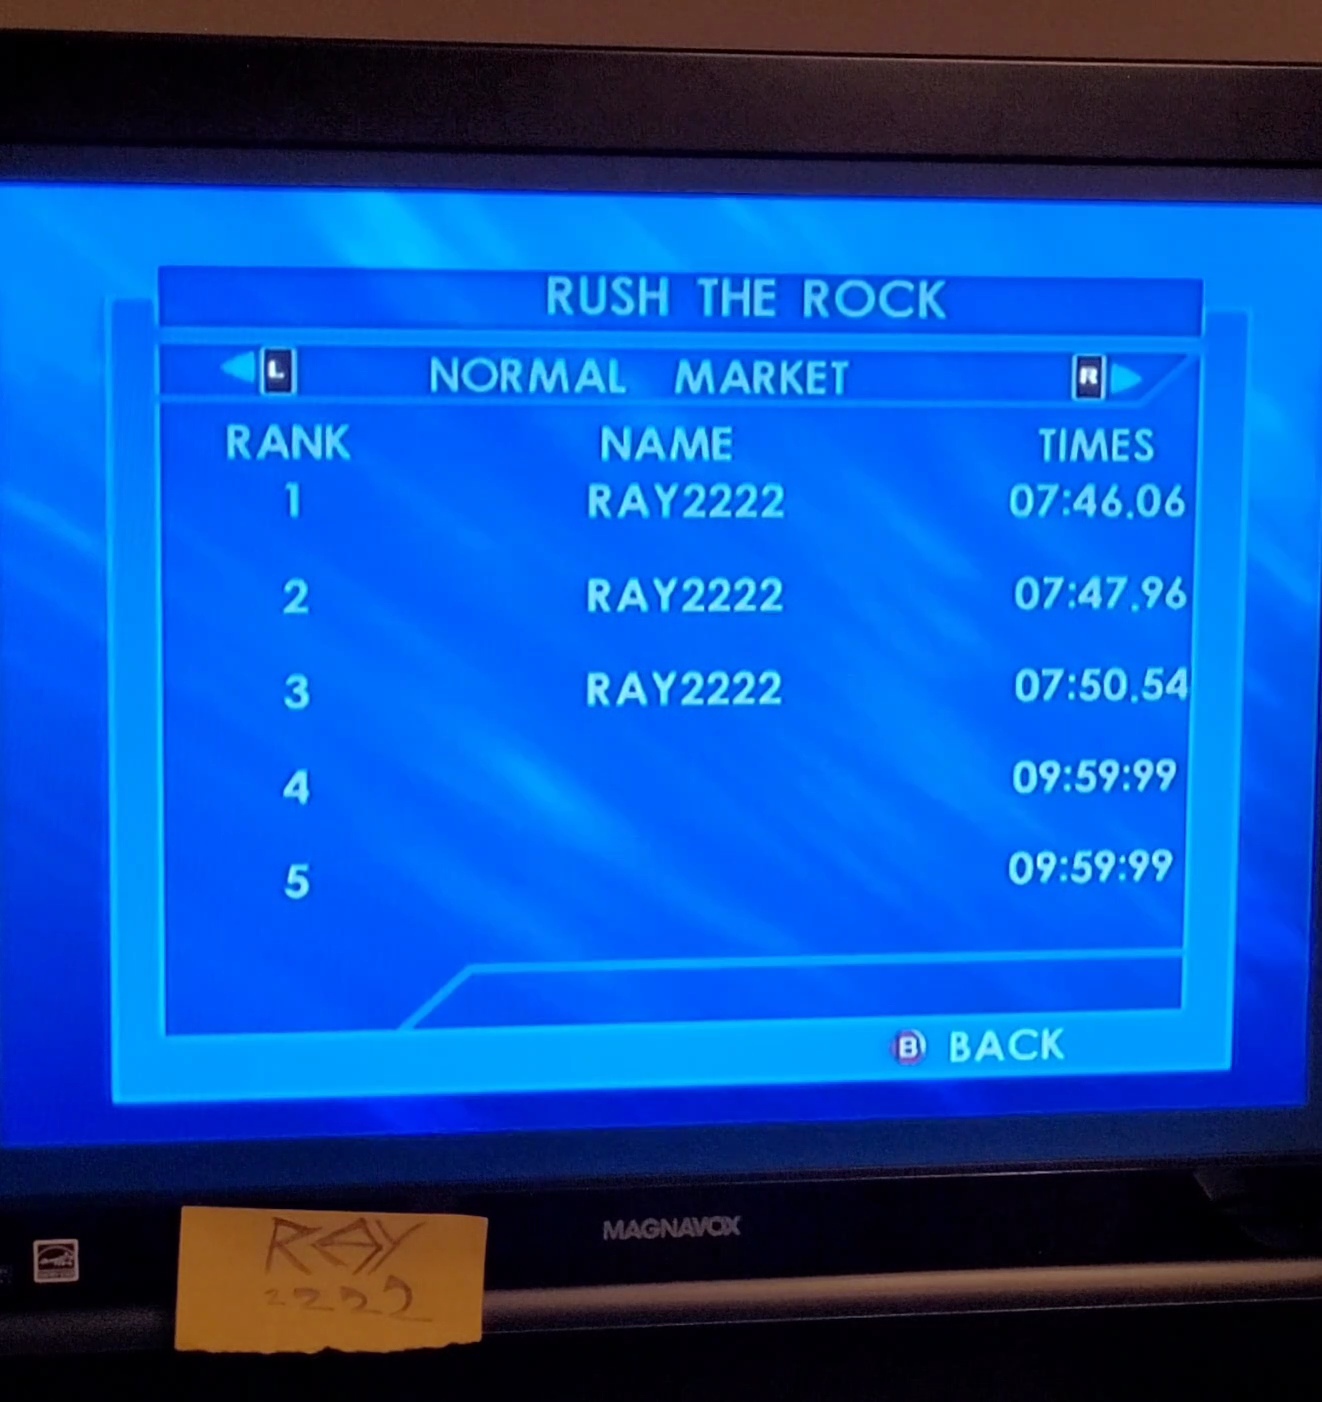 RUSH THE ROCK
L NORMAL MARKET R
RANK NAME TIMES
1 RAY2222 07:46.06
2 RAY2222 07:47.96
3 RAY2222 07:50.54
4 09:59:99
5 09:59:99
B BACK
MAGNAVOX
RAY
2222